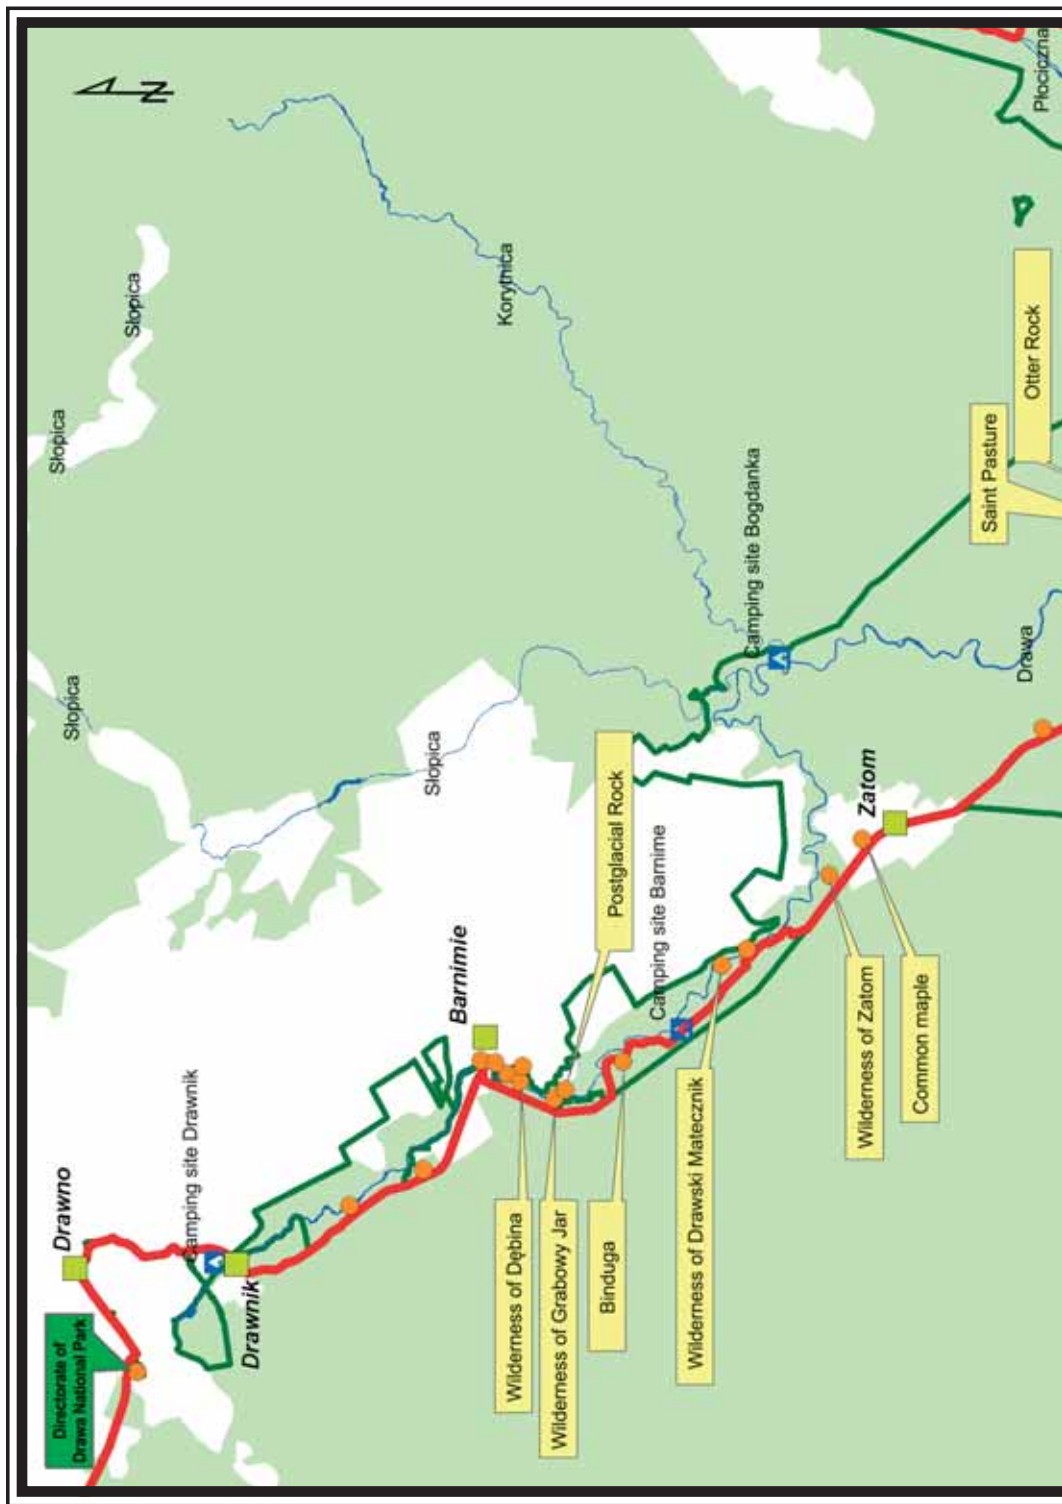 Directorate of
Drawa National Park
Drawno
Słopica
Słopica
Słopica
N
Camping site Drawnik
Drawnik
Słopica
Barnimie
Korytnica
Wilderness of Dębina
Wilderness of Grabowy Jar
Binduga
Postglacial Rock
Camping site Barnime
Wilderness of Drawski Matecznik
Camping site Bogdanka
Zatom
Wilderness of Zatom
Common maple
Saint Pasture
Otter Rock
Drawa
Płociczna